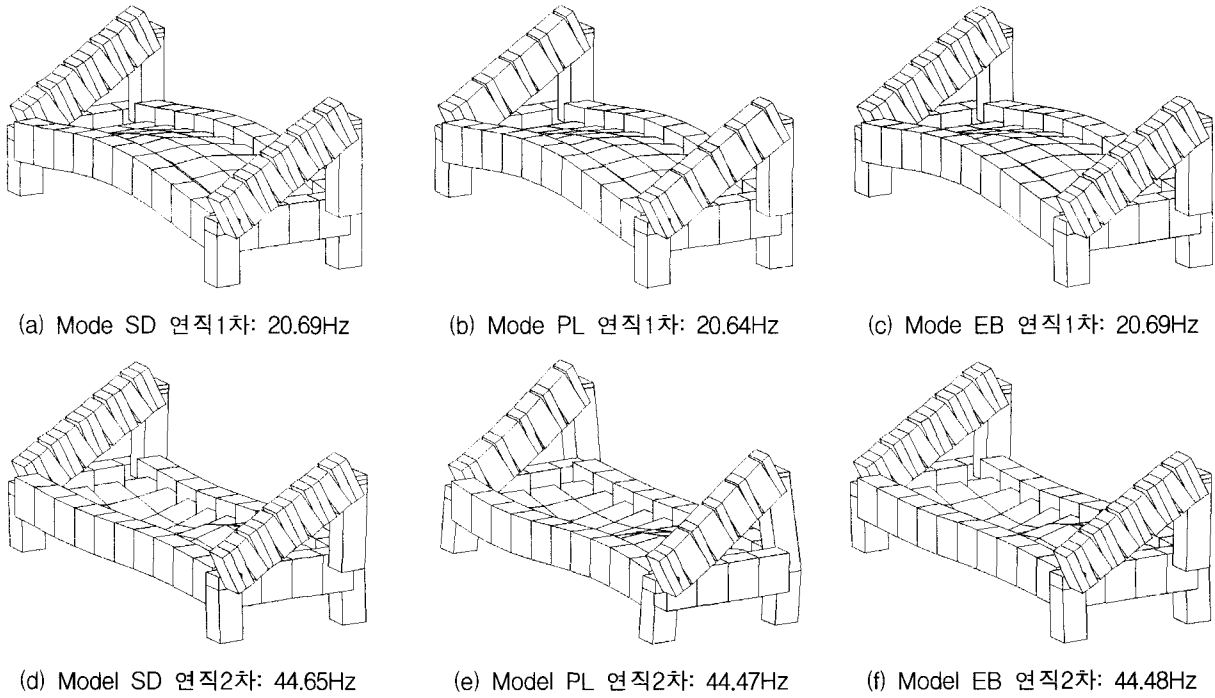 (a) Mode SD 연직1차: 20.69Hz
(b) Mode PL 연직1차: 20.64Hz
(c) Mode EB 연직1차: 20.69Hz
(d) Model SD 연직2차: 44.65Hz
(e) Model PL 연직2차: 44.47Hz
(f) Model EB 연직2차: 44.48Hz